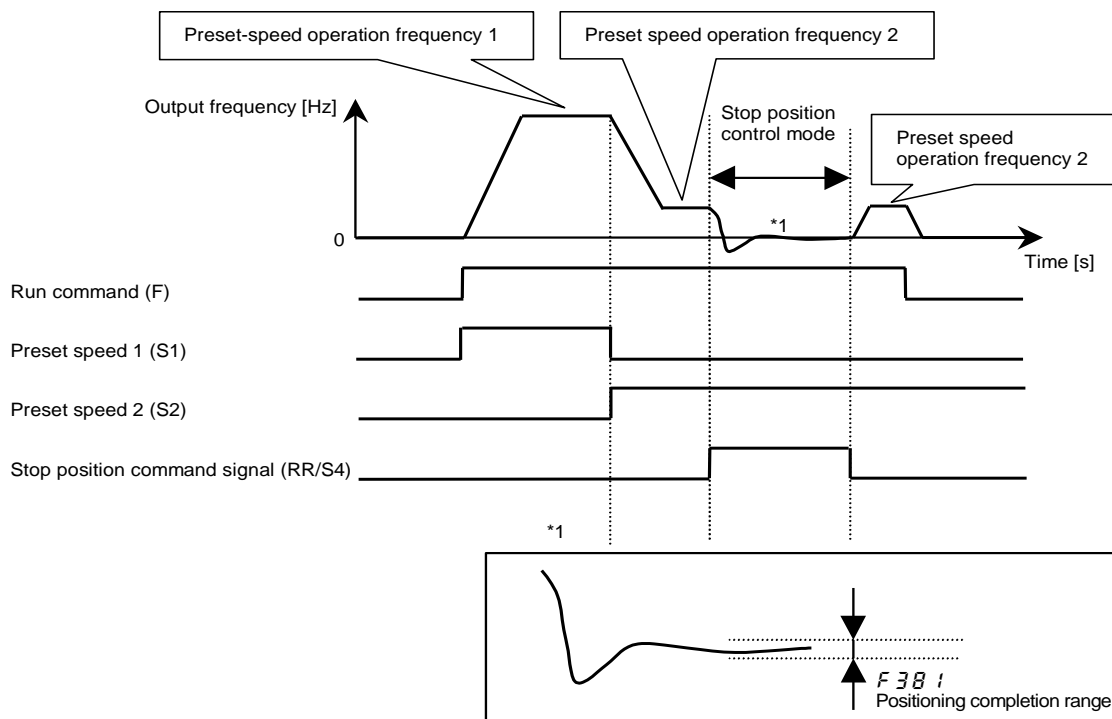 Preset-speed operation frequency 1
Preset speed operation frequency 2
Output frequency [Hz]
Stop position
control mode
Preset speed
operation frequency 2
*1
0
Time [s]
Run command (F)
Preset speed 1 (S1)
Preset speed 2 (S2)
Stop position command signal (RR/S4)
*1
F381
Positioning completion range